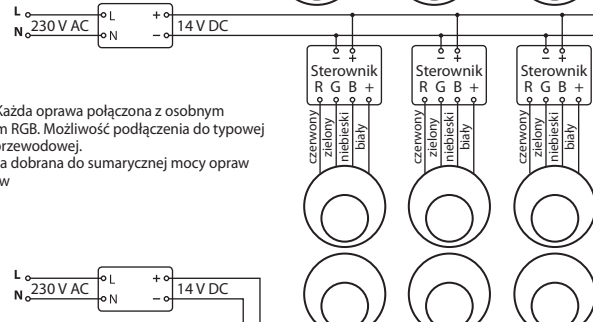 L
N
230 V AC
L
N
+
–
14 V DC
– +
Sterownik
R G B +
czerwony
zielony
niebieski
biały
– +
Sterownik
R G B +
czerwony
zielony
niebieski
biały
– +
Sterownik
R G B +
czerwony
zielony
niebieski
biały
Każda oprawa połączona z osobnym
m RGB. Możliwość podłączenia do typowej
rzewodowej.
a dobrana do sumarycznej mocy opraw
w
L
N
230 V AC
L
N
+
–
14 V DC